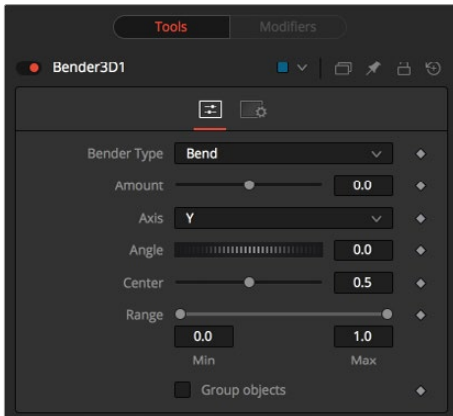 Tools Modifiers
Bender3D1
Bender Type Bend
Amount 0.0
Axis Y
Angle 0.0
Center 0.5
Range
0.0 1.0
Min Max
Group objects